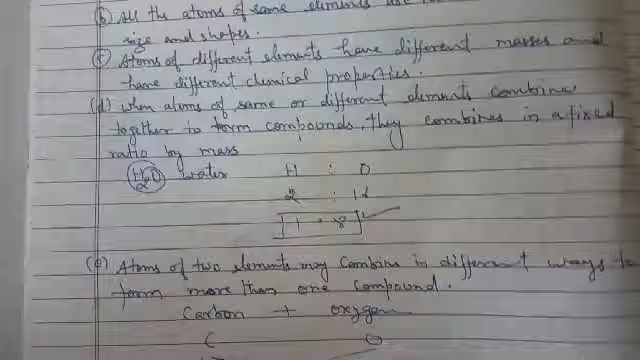 (b) All the atoms of same elements are
size and shapes.
(c) Atoms of different elements have different masses and
have different chemical properties.
(d) When atoms of same or different elements combine
together to form compounds, they combines in a fixed
ratio by mass
H2O water H : O
2 : 16
1 : 8
(e) Atoms of two elements may combine in different ways to
form more than one compound.
Carbon + oxygen
C O